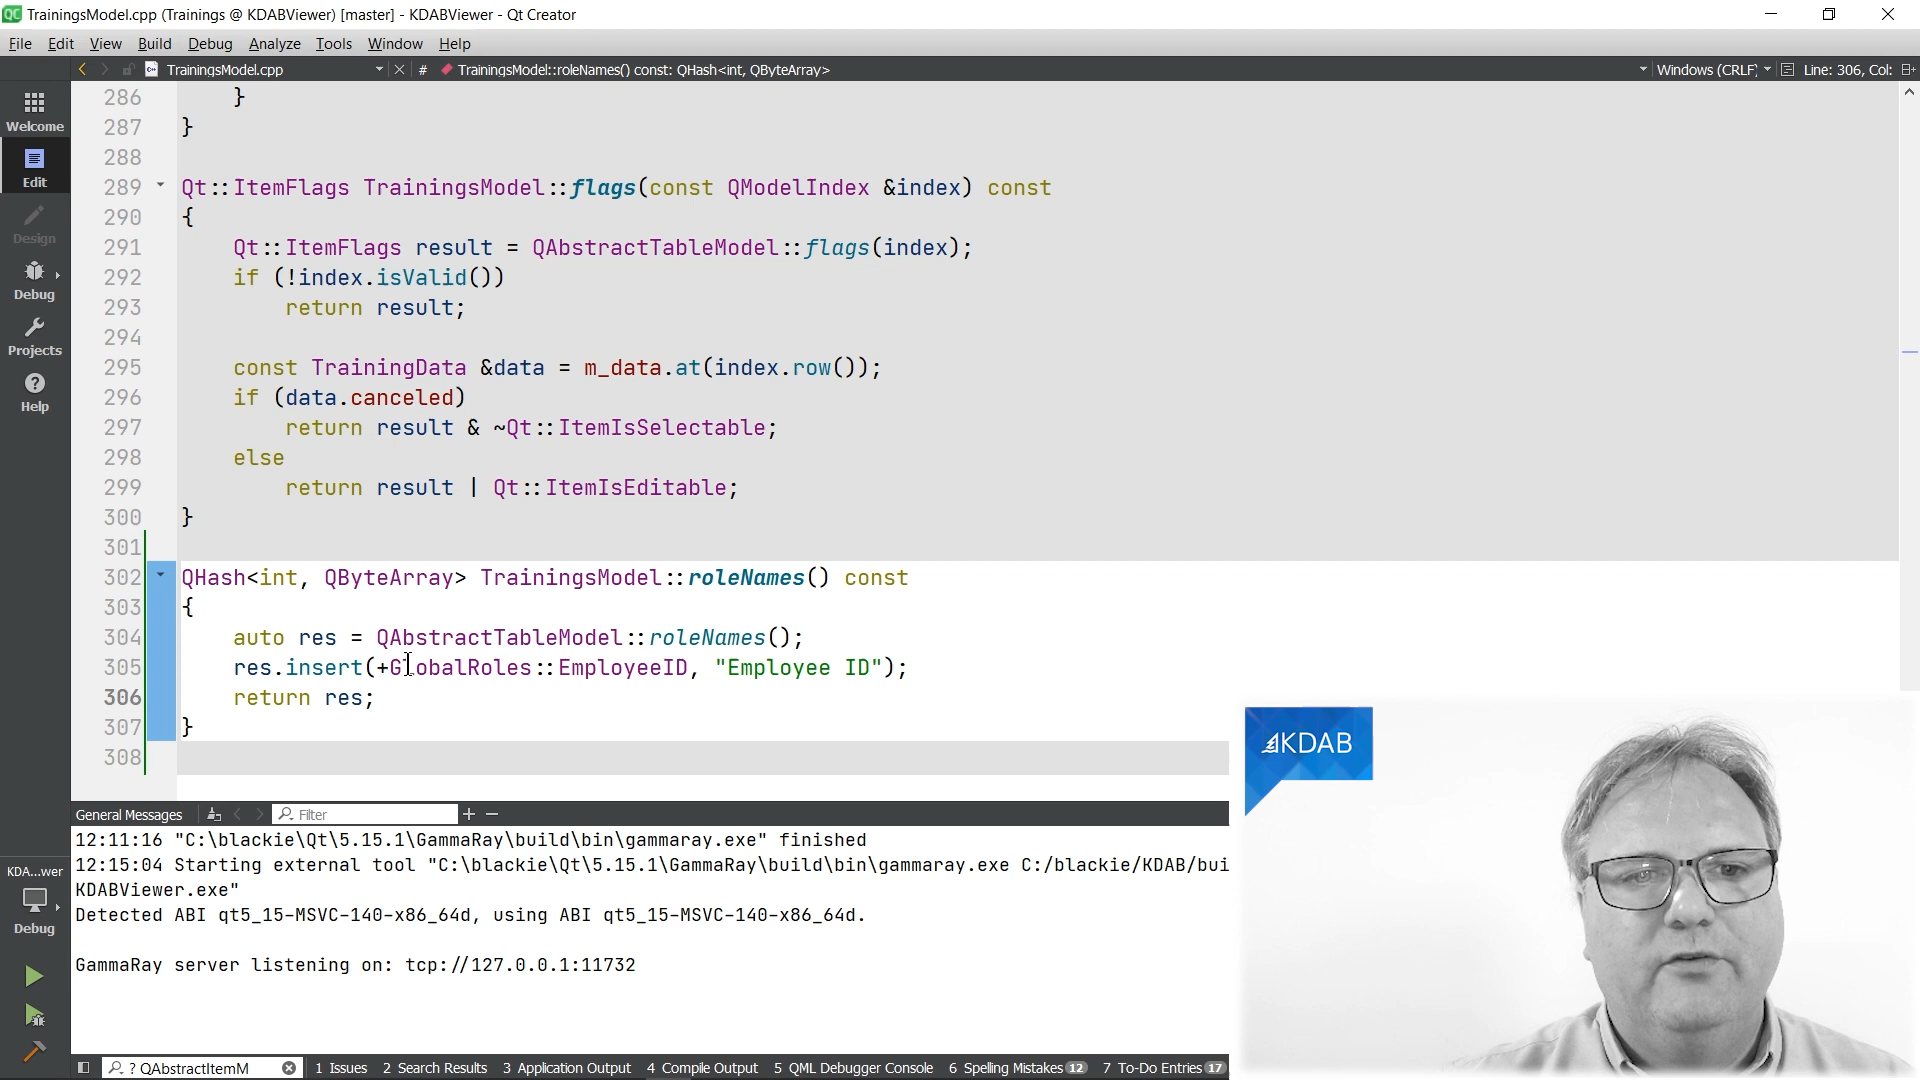 TrainingsModel.cpp (Trainings @ KDABViewer) [master] - KDABViewer - Qt Creator
File Edit View Build Debug Analyze Tools Window Help
TrainingsModel.cpp # TrainingsModel::roleNames() const: QHash<int, QByteArray> Windows (CRLF) Line: 306, Col:
Welcome
Edit
Design
Debug
Projects
Help
286 }
287 }
288
289 Qt::ItemFlags TrainingsModel::flags(const QModelIndex &index) const
290 {
291 Qt::ItemFlags result = QAbstractTableModel::flags(index);
292 if (!index.isValid())
293 return result;
294
295 const TrainingData &data = m_data.at(index.row());
296 if (data.canceled)
297 return result & ~Qt::ItemIsSelectable;
298 else
299 return result | Qt::ItemIsEditable;
300 }
301
302 QHash<int, QByteArray> TrainingsModel::roleNames() const
303 {
304 auto res = QAbstractTableModel::roleNames();
305 res.insert(+GlobalRoles::EmployeeID, "Employee ID");
306 return res;
307 }
308
KDAB
General Messages Filter
12:11:16 "C:\blackie\Qt\5.15.1\GammaRay\build\bin\gammaray.exe" finished
12:15:04 Starting external tool "C:\blackie\Qt\5.15.1\GammaRay\build\bin\gammaray.exe C:/blackie/KDAB/bui
KDABViewer.exe"
Detected ABI qt5_15-MSVC-140-x86_64d, using ABI qt5_15-MSVC-140-x86_64d.
GammaRay server listening on: tcp://127.0.0.1:11732
KDA...wer
Debug
? QAbstractItemM 1 Issues 2 Search Results 3 Application Output 4 Compile Output 5 QML Debugger Console 6 Spelling Mistakes 12 7 To-Do Entries 17